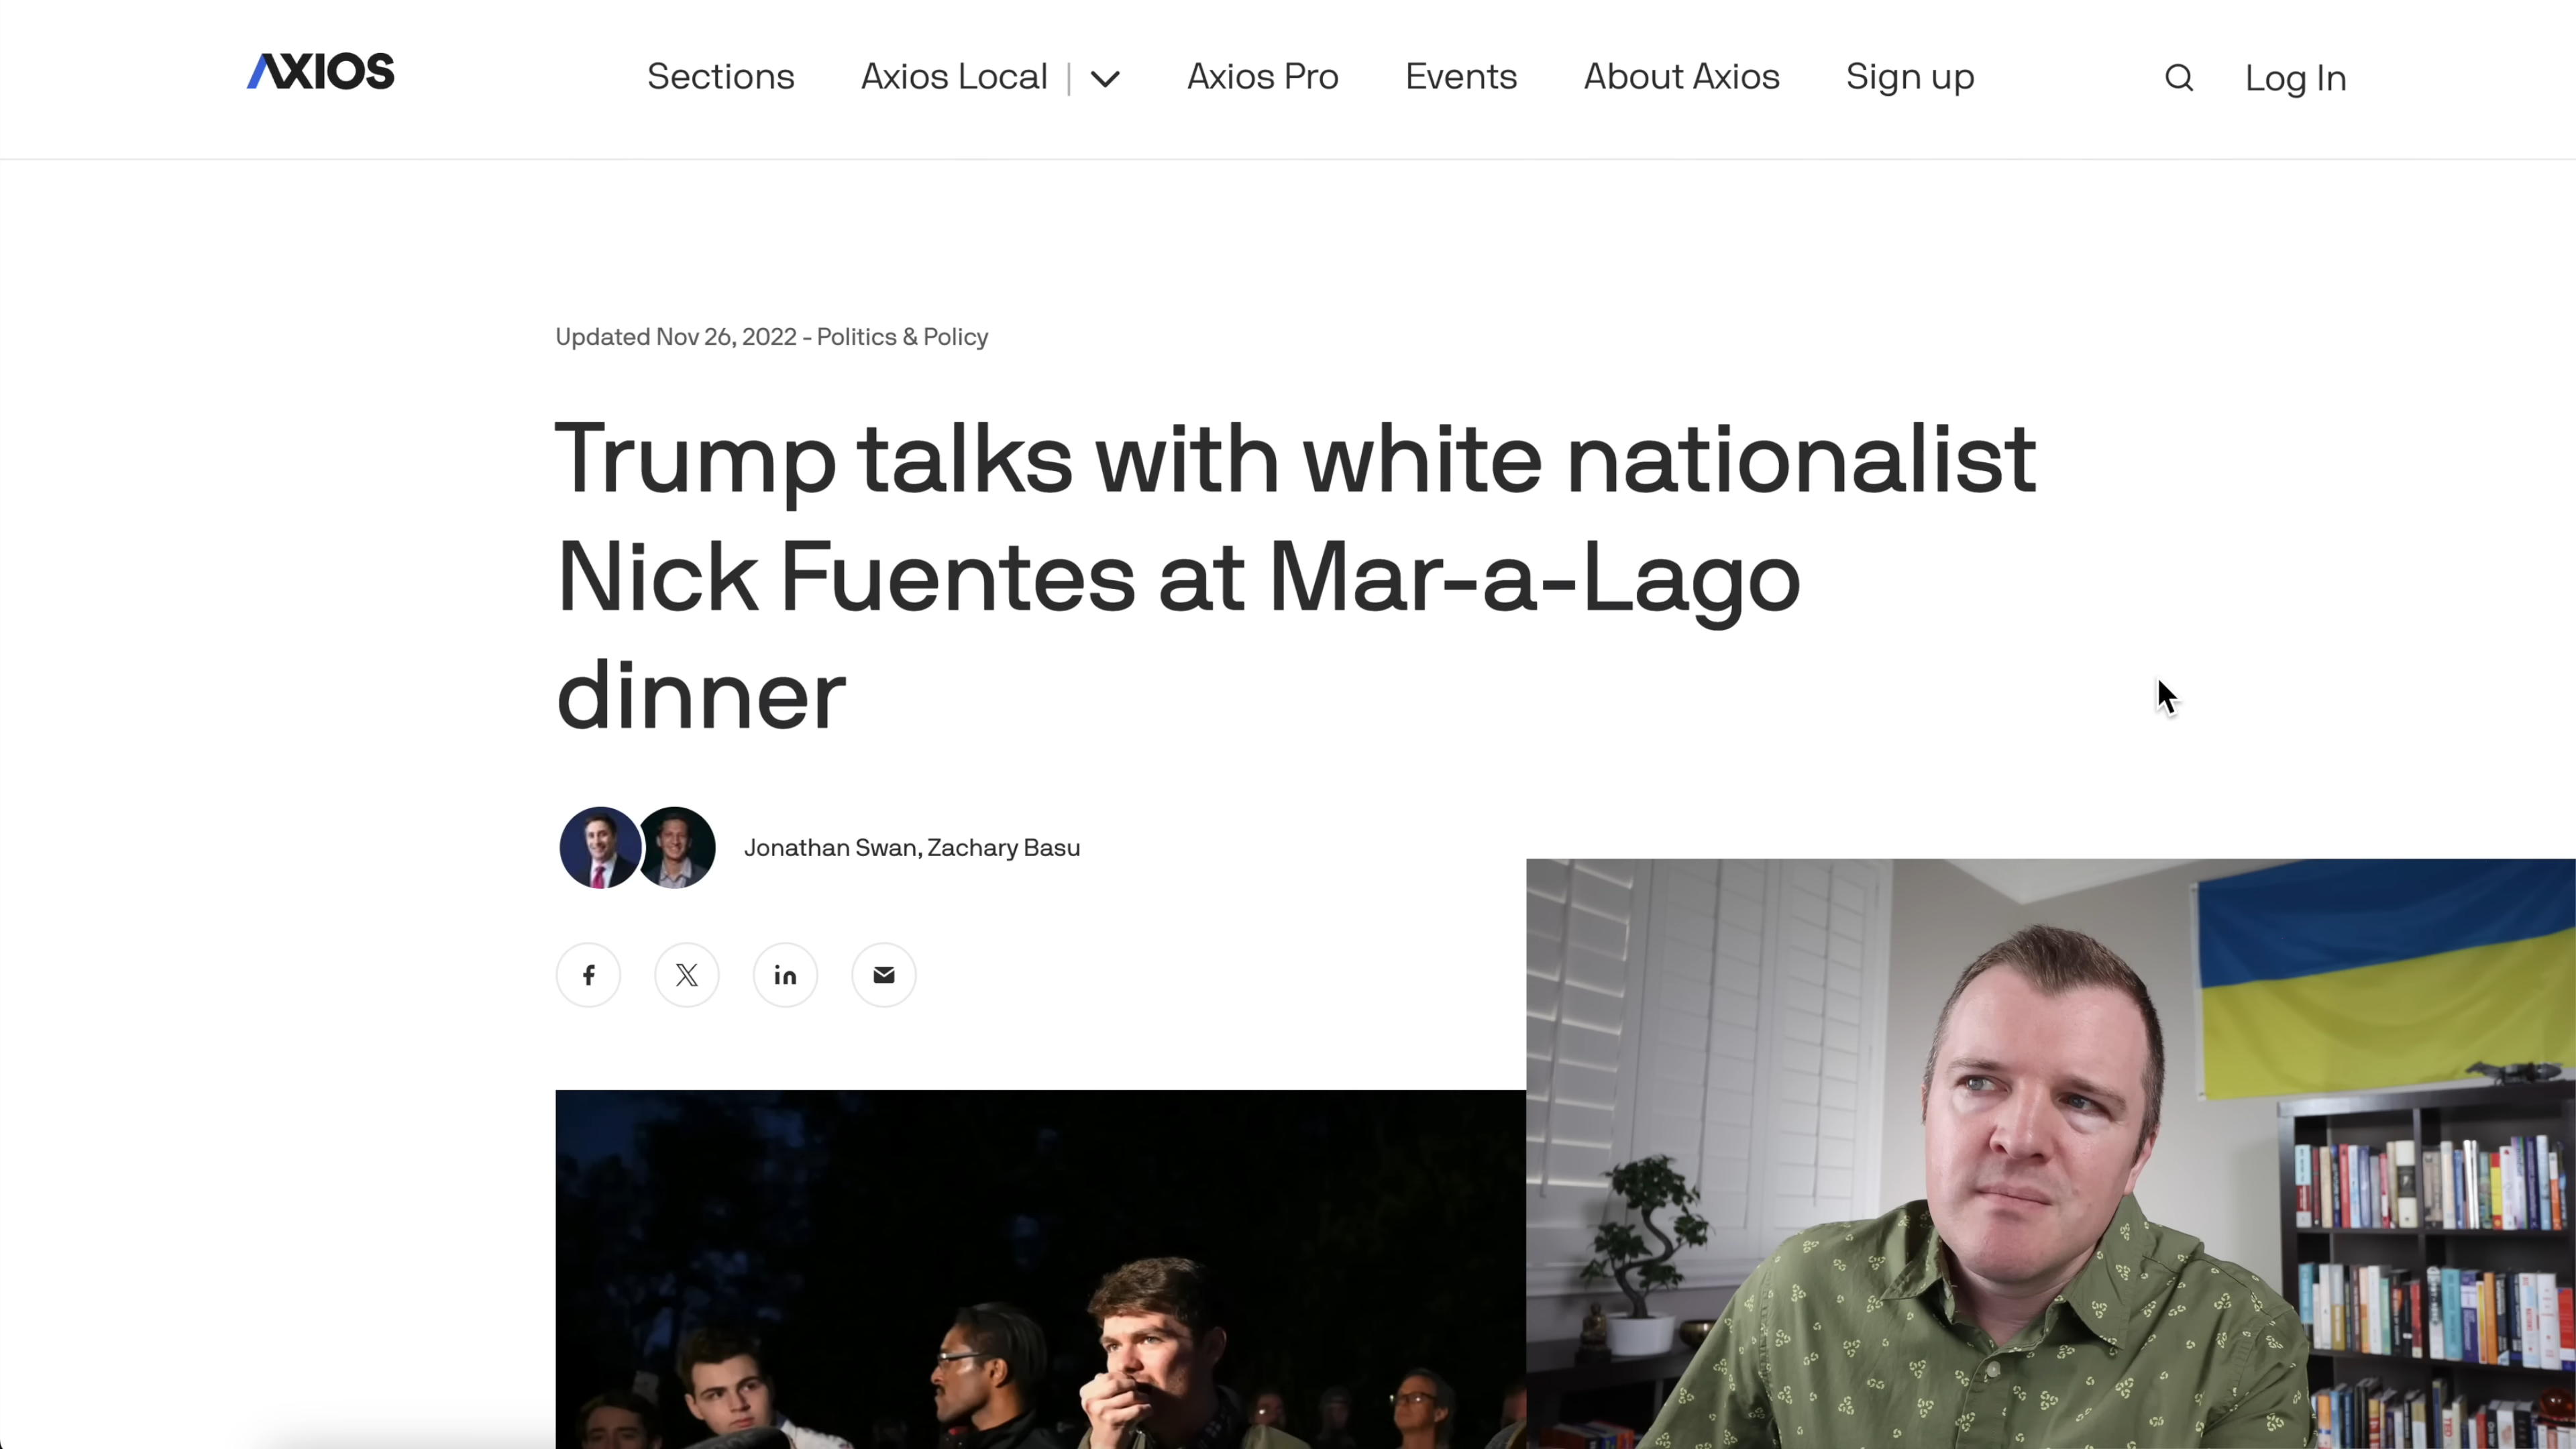 AXIOS
Sections Axios Local Axios Pro Events About Axios Sign up Log In
Updated Nov 26, 2022 - Politics & Policy
Trump talks with white nationalist
Nick Fuentes at Mar-a-Lago
dinner
Jonathan Swan, Zachary Basu